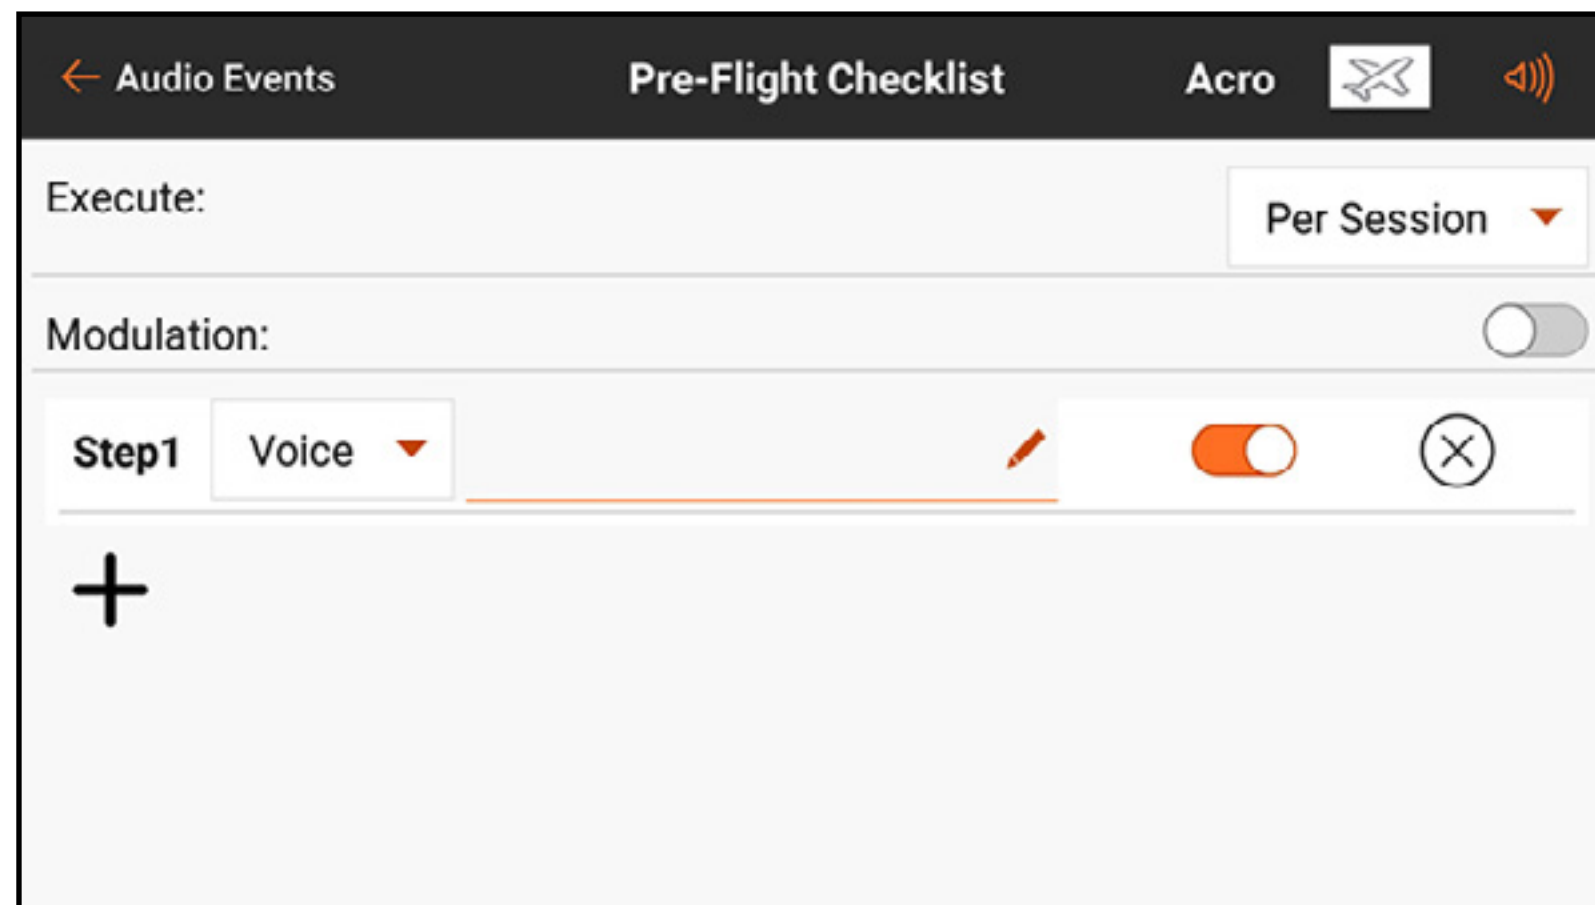 Audio Events Pre-Flight Checklist Acro
Execute: Per Session
Modulation:
Step1 Voice